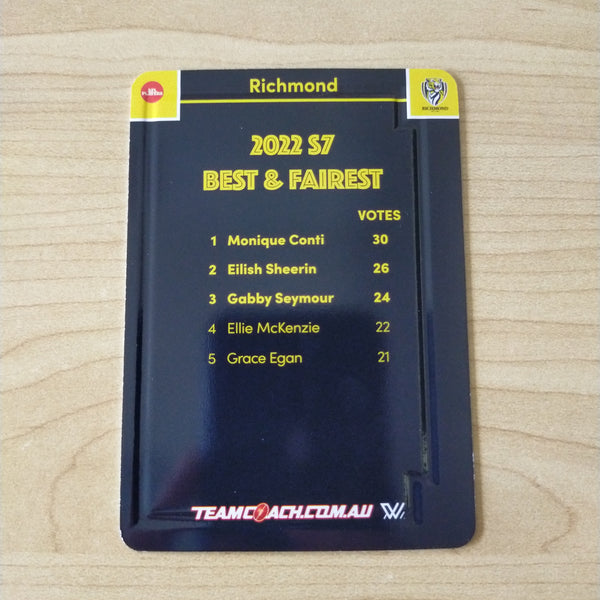 Richmond
RICHMOND
2022 S7
BEST & FAIREST
VOTES
1 Monique Conti 30
2 Eilish Sheerin 26
3 Gabby Seymour 24
4 Ellie McKenzie 22
5 Grace Egan 21
TEAMCOACH.COM.AU